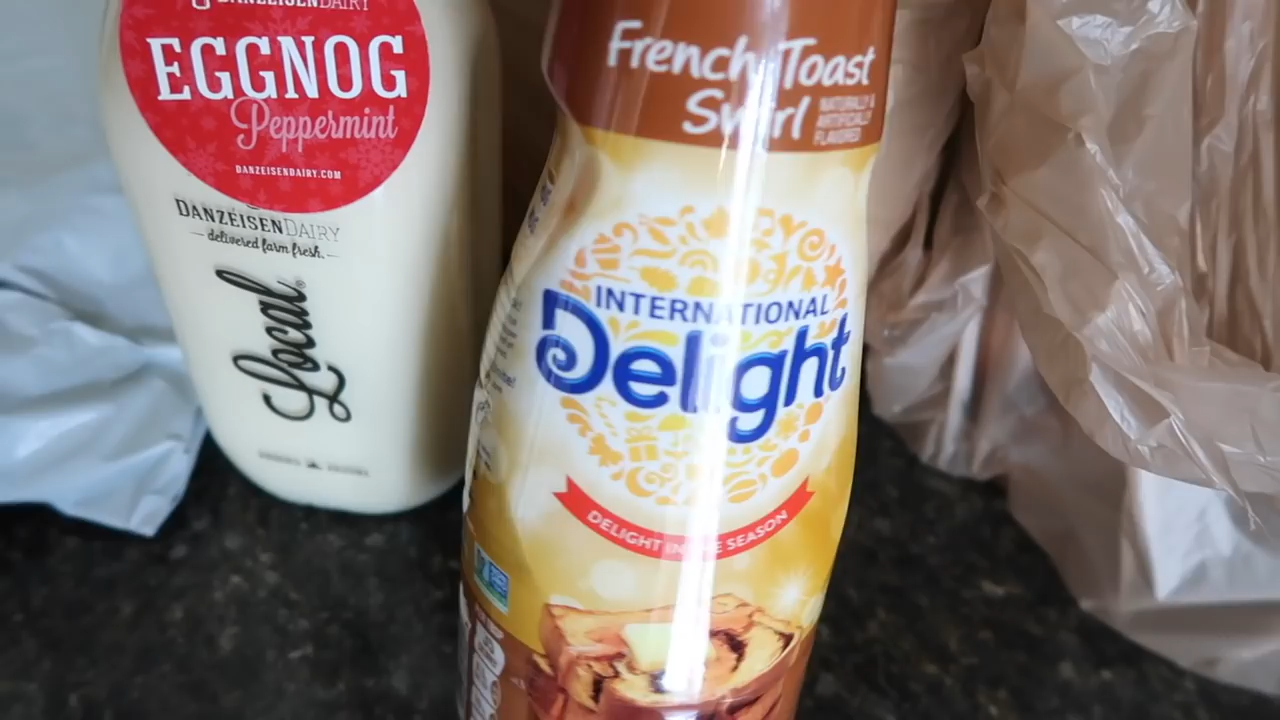 DANZEISENDAIRY
EGGNOG
Peppermint
DANZEISENDAIRY.COM
DANZEISENDAIRY
delivered farm fresh.
Local®
French Toast
Swirl
NATURALLY &
ARTIFICIALLY
FLAVORED
INTERNATIONAL
Delight
DELIGHT IN THE SEASON